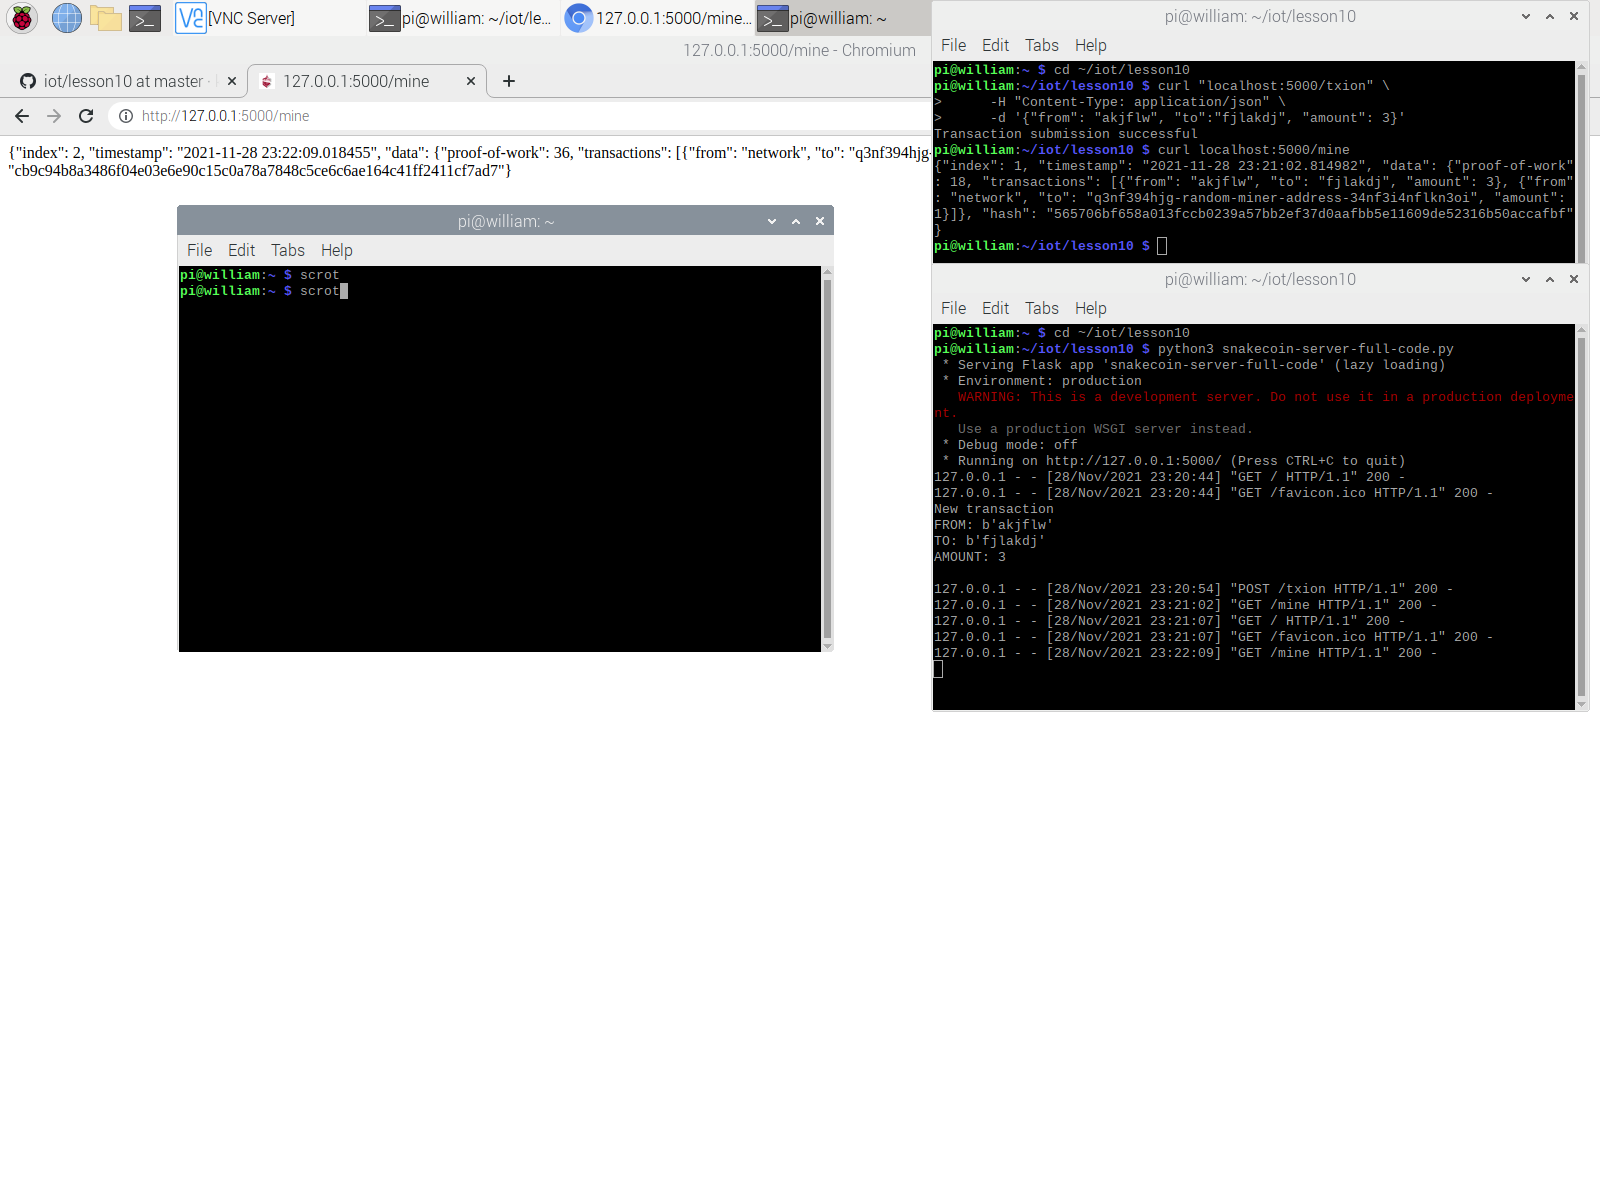 [VNC Server]
pi@william: ~/iot/le...
127.0.0.1:5000/mine...
pi@william: ~
127.0.0.1:5000/mine - Chromium
iot/lesson10 at master ·
127.0.0.1:5000/mine
http://127.0.0.1:5000/mine
{"index": 2, "timestamp": "2021-11-28 23:22:09.018455", "data": {"proof-of-work": 36, "transactions": [{"from": "network", "to": "q3nf394hjg-
"cb9c94b8a3486f04e03e6e90c15c0a78a7848c5ce6c6ae164c41ff2411cf7ad7"}
pi@william: ~
File Edit Tabs Help
pi@william:~ $ scrot
pi@william:~ $ scrot
pi@william: ~/iot/lesson10
File Edit Tabs Help
pi@william:~ $ cd ~/iot/lesson10
pi@william:~/iot/lesson10 $ curl "localhost:5000/txion" \
>      -H "Content-Type: application/json" \
>      -d '{"from": "akjflw", "to":"fjlakdj", "amount": 3}'
Transaction submission successful
pi@william:~/iot/lesson10 $ curl localhost:5000/mine
{"index": 1, "timestamp": "2021-11-28 23:21:02.814982", "data": {"proof-of-work"
: 18, "transactions": [{"from": "akjflw", "to": "fjlakdj", "amount": 3}, {"from"
: "network", "to": "q3nf394hjg-random-miner-address-34nf3i4nflkn3oi", "amount":
1}]}, "hash": "565706bf658a013fccb0239a57bb2ef37d0aafbb5e11609de52316b50accafbf"
}
pi@william:~/iot/lesson10 $
pi@william: ~/iot/lesson10
File Edit Tabs Help
pi@william:~ $ cd ~/iot/lesson10
pi@william:~/iot/lesson10 $ python3 snakecoin-server-full-code.py
 * Serving Flask app 'snakecoin-server-full-code' (lazy loading)
 * Environment: production
   WARNING: This is a development server. Do not use it in a production deployme
nt.
   Use a production WSGI server instead.
 * Debug mode: off
 * Running on http://127.0.0.1:5000/ (Press CTRL+C to quit)
127.0.0.1 - - [28/Nov/2021 23:20:44] "GET / HTTP/1.1" 200 -
127.0.0.1 - - [28/Nov/2021 23:20:44] "GET /favicon.ico HTTP/1.1" 200 -
New transaction
FROM: b'akjflw'
TO: b'fjlakdj'
AMOUNT: 3
127.0.0.1 - - [28/Nov/2021 23:20:54] "POST /txion HTTP/1.1" 200 -
127.0.0.1 - - [28/Nov/2021 23:21:02] "GET /mine HTTP/1.1" 200 -
127.0.0.1 - - [28/Nov/2021 23:21:07] "GET / HTTP/1.1" 200 -
127.0.0.1 - - [28/Nov/2021 23:21:07] "GET /favicon.ico HTTP/1.1" 200 -
127.0.0.1 - - [28/Nov/2021 23:22:09] "GET /mine HTTP/1.1" 200 -